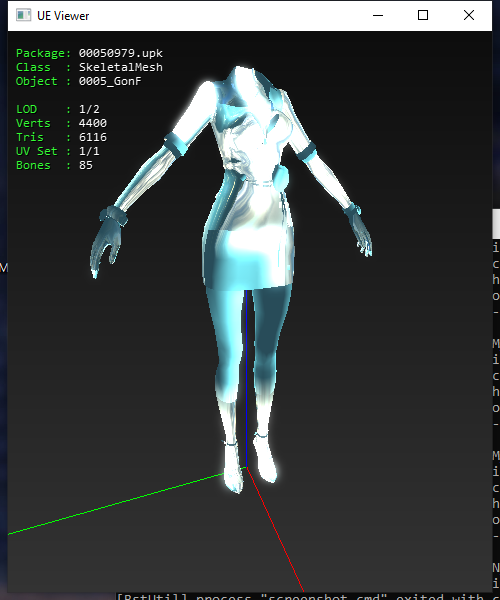 UE Viewer
Package: 00050979.upk
Class  : SkeletalMesh
Object : 0005_GonF
LOD    : 1/2
Verts  : 4400
Tris   : 6116
UV Set : 1/1
Bones  : 85
M
i
c
h
o
-
M
i
c
h
o
-
M
i
c
h
o
-
N
i
[RstUtil] process "screenshot.cmd" exited with c